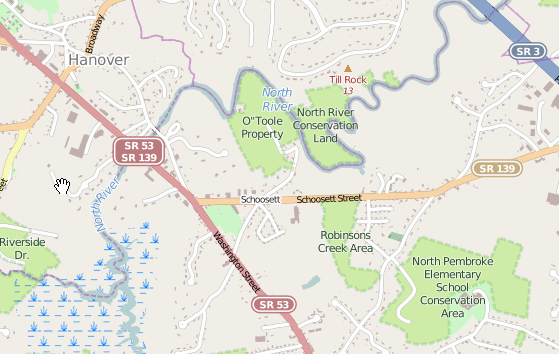 Broadway
SR 3
Hanover
Till Rock
13
North
River
O"Toole
Property
North River
Conservation
Land
SR 53
SR 139
SR 139
North River
Schoosett
Schoosett Street
Riverside
Dr.
Washington Street
Robinsons
Creek Area
North Pembroke
Elementary
School
Conservation
Area
SR 53